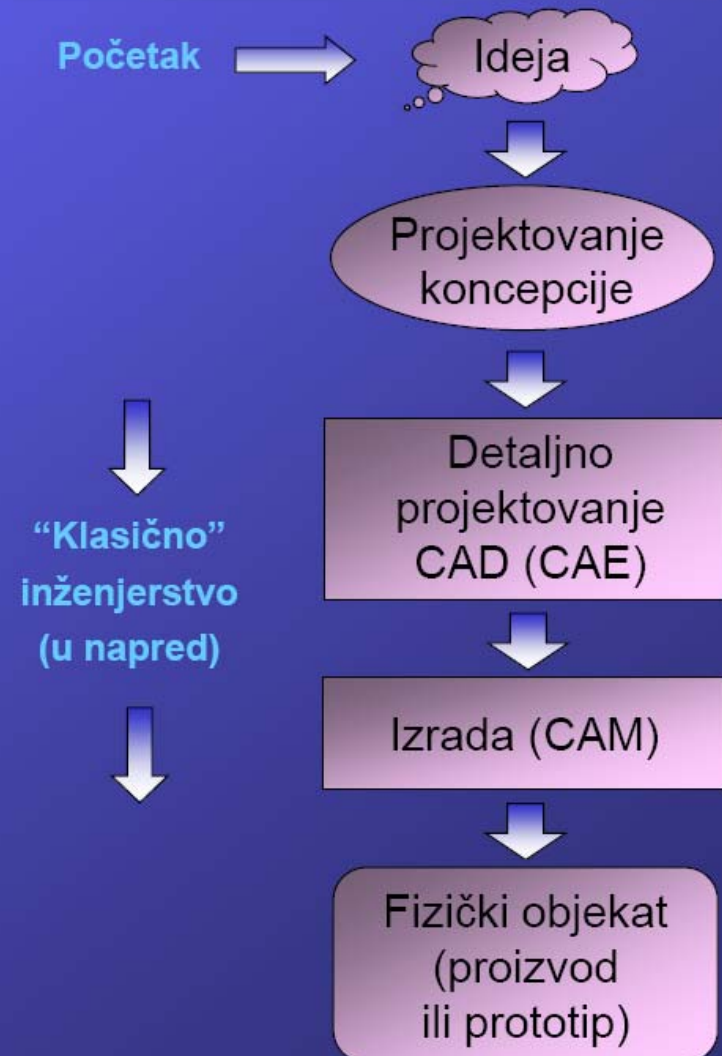 Početak
Ideja
Projektovanje
koncepcije
Detaljno
projektovanje
CAD (CAE)
“Klasično”
inženjerstvo
(u napred)
Izrada (CAM)
Fizički objekat
(proizvod
ili prototip)